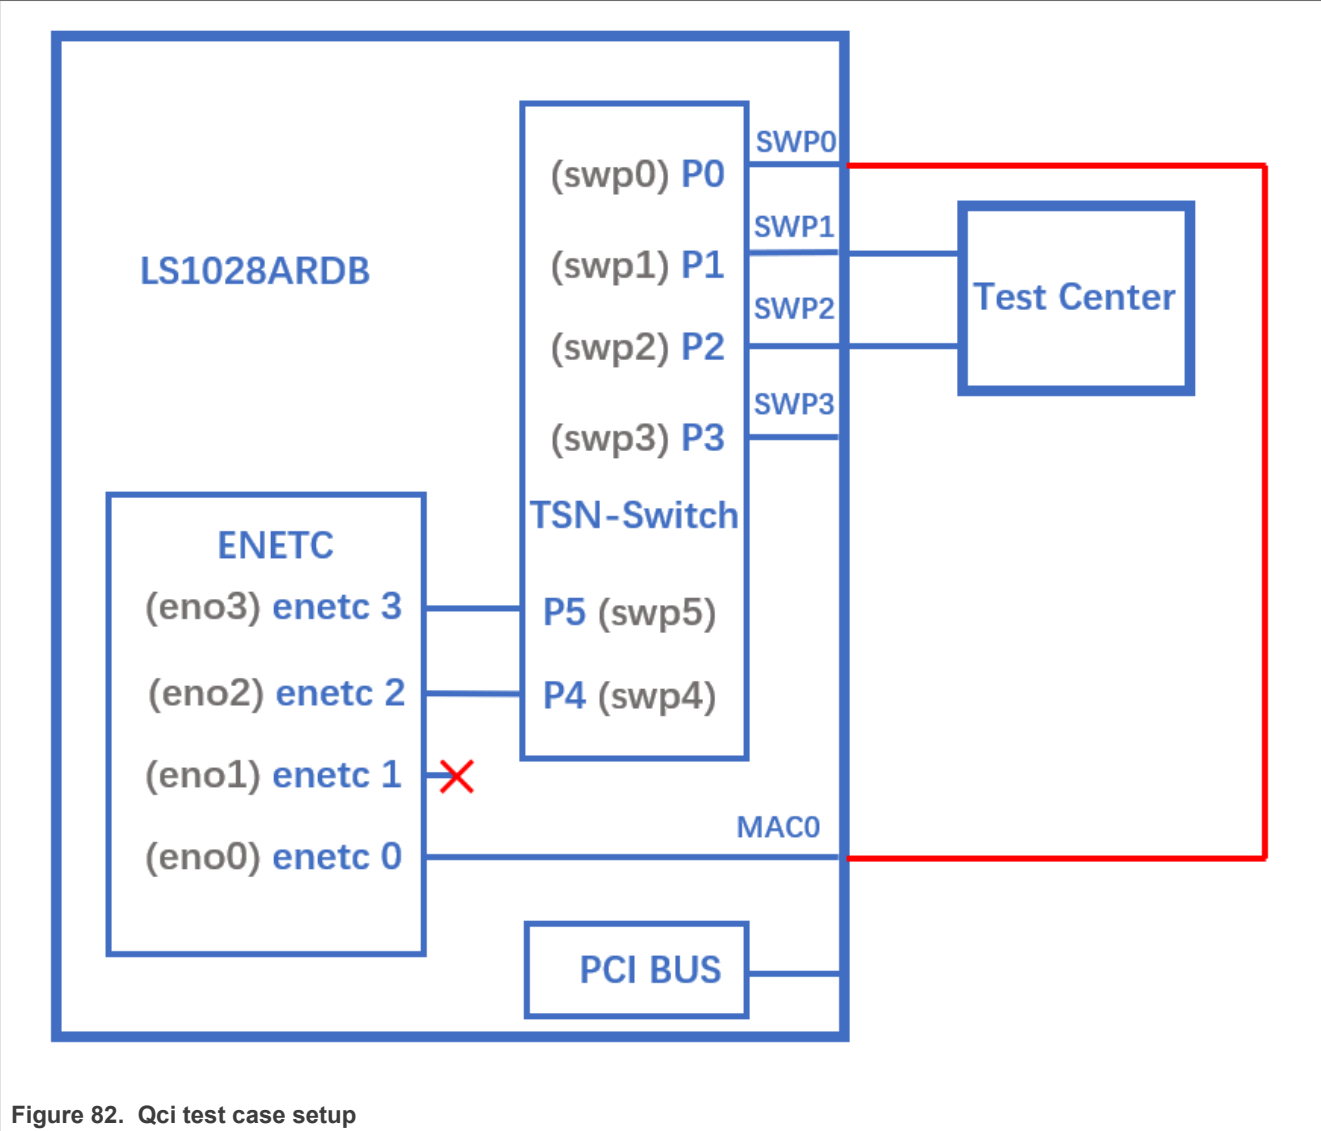 SWP0
(swp0) P0
SWP1
(swp1) P1
LS1028ARDB
Test Center
SWP2
(swp2) P2
SWP3
(swp3) P3
TSN-Switch
ENETC
(eno3) enetc 3
P5 (swp5)
(eno2) enetc 2
P4 (swp4)
(eno1) enetc 1
MAC0
(eno0) enetc 0
PCI BUS
Figure 82. Qci test case setup